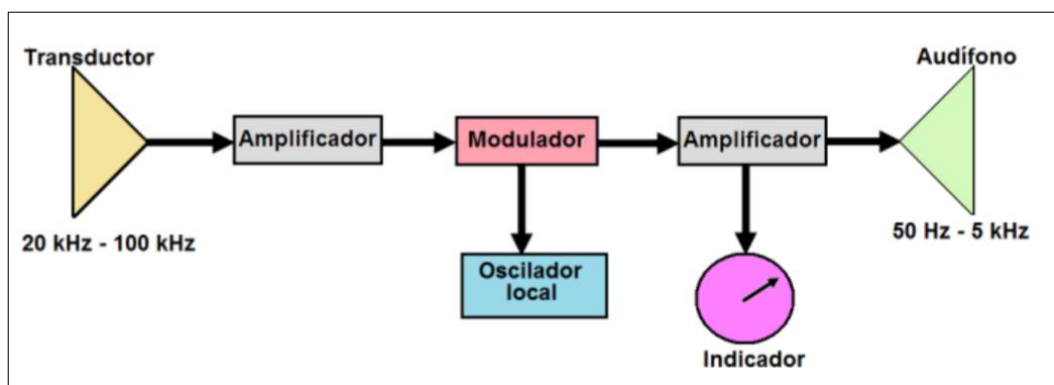 Transductor
Audífono
Amplificador
Modulador
Amplificador
20 kHz - 100 kHz
50 Hz - 5 kHz
Oscilador
local
Indicador